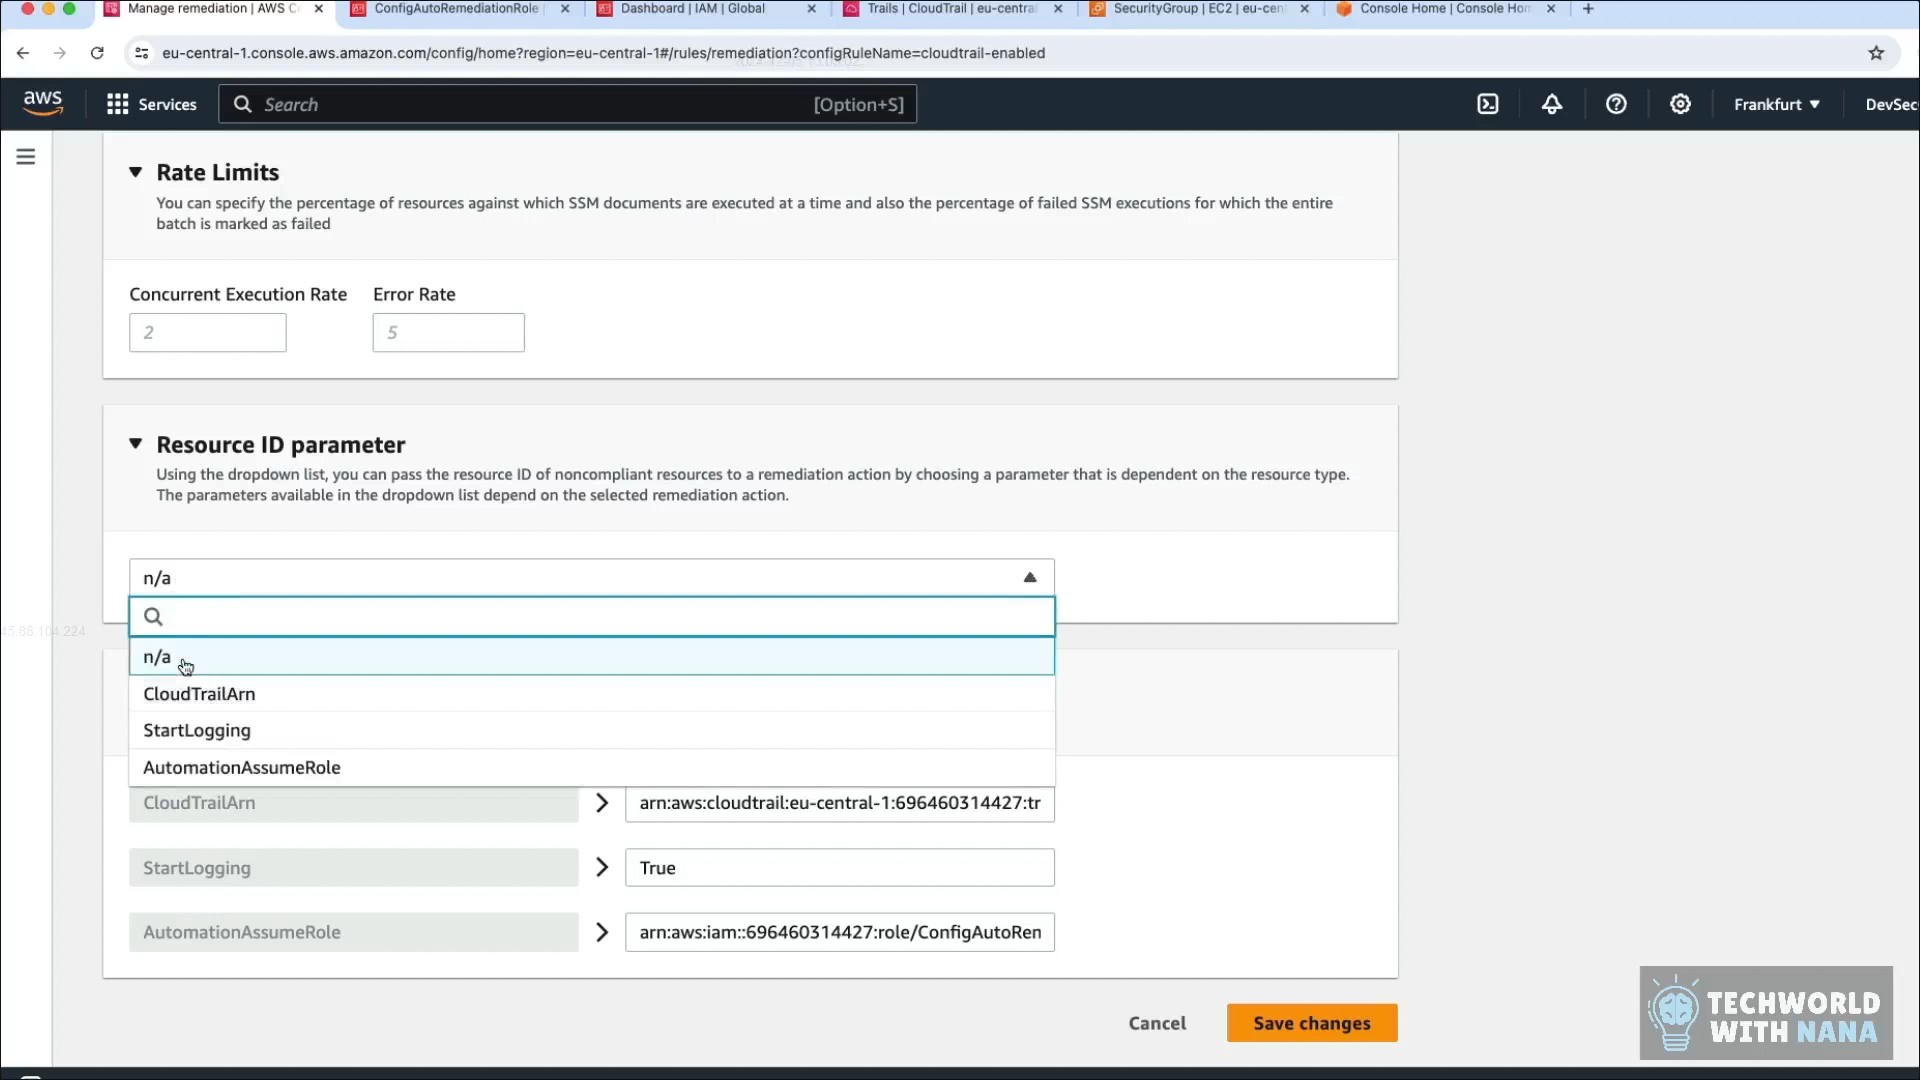 Manage remediation | AWS C
ConfigAutoRemediationRole
Dashboard | IAM | Global
Trails | CloudTrail | eu-central
SecurityGroup | EC2 | eu-cen
Console Home | Console Hom
eu-central-1.console.aws.amazon.com/config/home?region=eu-central-1#/rules/remediation?configRuleName=cloudtrail-enabled
aws
Services
Search
[Option+S]
Frankfurt
DevSec
Rate Limits
You can specify the percentage of resources against which SSM documents are executed at a time and also the percentage of failed SSM executions for which the entire
batch is marked as failed
Concurrent Execution Rate
Error Rate
2
5
Resource ID parameter
Using the dropdown list, you can pass the resource ID of noncompliant resources to a remediation action by choosing a parameter that is dependent on the resource type.
The parameters available in the dropdown list depend on the selected remediation action.
n/a
45.88.104.224
n/a
CloudTrailArn
StartLogging
AutomationAssumeRole
CloudTrailArn
arn:aws:cloudtrail:eu-central-1:696460314427:tr
StartLogging
True
AutomationAssumeRole
arn:aws:iam::696460314427:role/ConfigAutoRen
Cancel
Save changes
TECHWORLD
WITH NANA